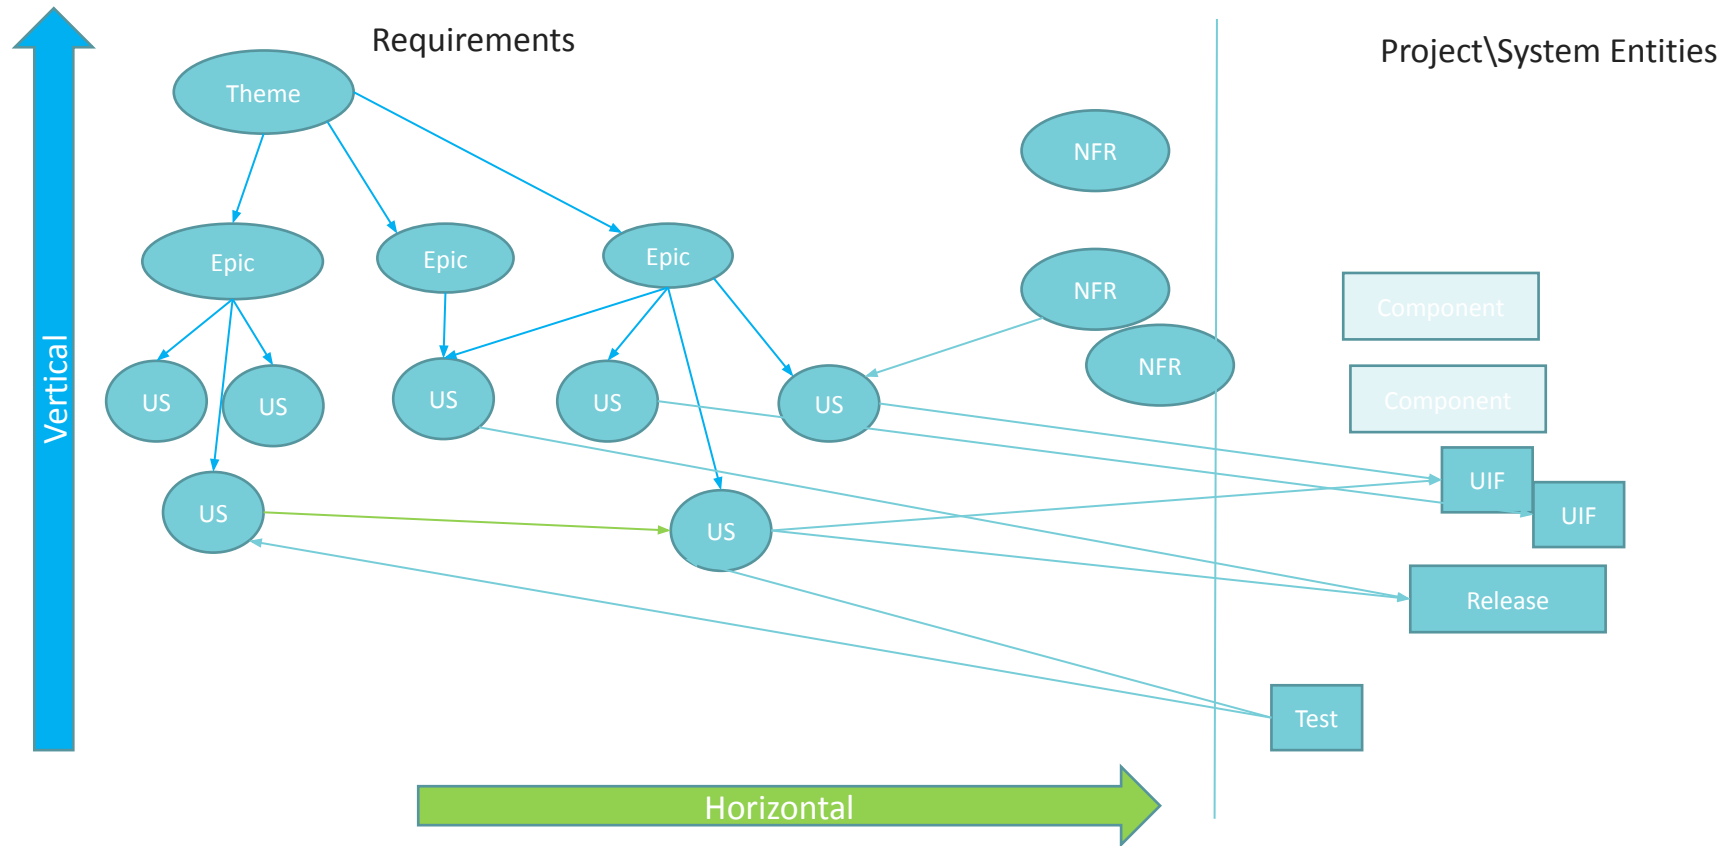 Requirements
Project\System Entities
Theme
NFR
Epic
Epic
Epic
NFR
Component
NFR
Component
US
US
US
US
US
Vertical
UIF
UIF
US
US
Release
Test
Horizontal